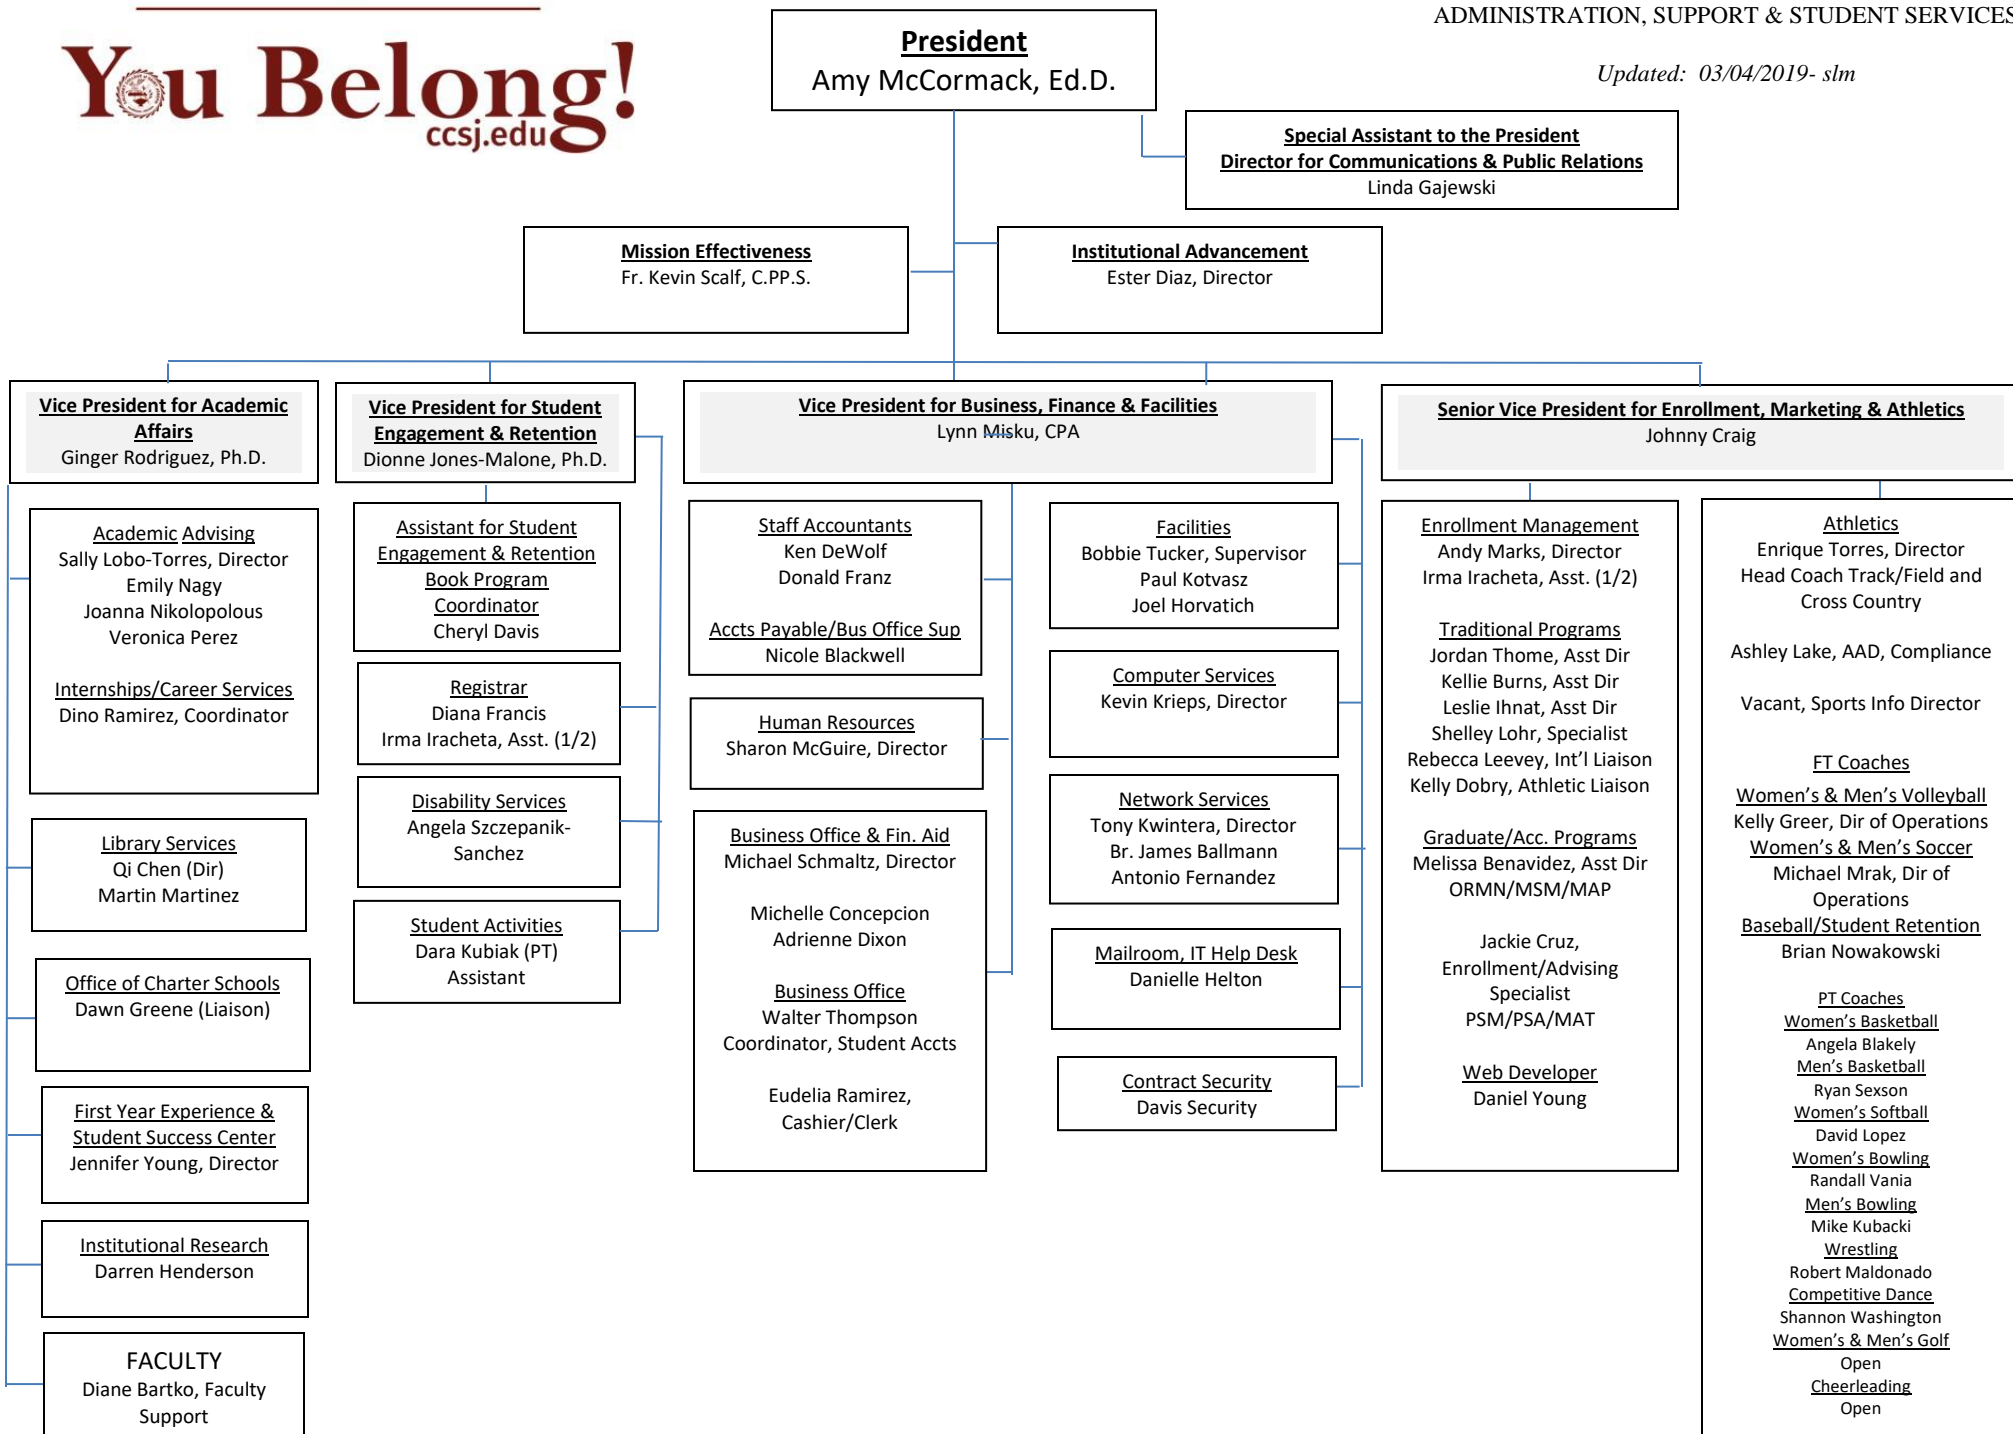 You Belong!
ccsj.edu
ADMINISTRATION, SUPPORT & STUDENT SERVICES
Updated: 03/04/2019- slm
President
Amy McCormack, Ed.D.
Special Assistant to the President
Director for Communications & Public Relations
Linda Gajewski
Mission Effectiveness
Fr. Kevin Scalf, C.PP.S.
Institutional Advancement
Ester Diaz, Director
Vice President for Academic
Affairs
Ginger Rodriguez, Ph.D.
Academic Advising
Sally Lobo-Torres, Director
Emily Nagy
Joanna Nikolopolous
Veronica Perez
Internships/Career Services
Dino Ramirez, Coordinator
Library Services
Qi Chen (Dir)
Martin Martinez
Office of Charter Schools
Dawn Greene (Liaison)
First Year Experience &
Student Success Center
Jennifer Young, Director
Institutional Research
Darren Henderson
FACULTY
Diane Bartko, Faculty
Support
Vice President for Student
Engagement & Retention
Dionne Jones-Malone, Ph.D.
Assistant for Student
Engagement & Retention
Book Program
Coordinator
Cheryl Davis
Registrar
Diana Francis
Irma Iracheta, Asst. (1/2)
Disability Services
Angela Szczepanik-
Sanchez
Student Activities
Dara Kubiak (PT)
Assistant
Vice President for Business, Finance & Facilities
Lynn Misku, CPA
Staff Accountants
Ken DeWolf
Donald Franz
Accts Payable/Bus Office Sup
Nicole Blackwell
Human Resources
Sharon McGuire, Director
Business Office & Fin. Aid
Michael Schmaltz, Director
Michelle Concepcion
Adrienne Dixon
Business Office
Walter Thompson
Coordinator, Student Accts
Eudelia Ramirez,
Cashier/Clerk
Facilities
Bobbie Tucker, Supervisor
Paul Kotvasz
Joel Horvatich
Computer Services
Kevin Krieps, Director
Network Services
Tony Kwintera, Director
Br. James Ballmann
Antonio Fernandez
Mailroom, IT Help Desk
Danielle Helton
Contract Security
Davis Security
Senior Vice President for Enrollment, Marketing & Athletics
Johnny Craig
Enrollment Management
Andy Marks, Director
Irma Iracheta, Asst. (1/2)
Traditional Programs
Jordan Thome, Asst Dir
Kellie Burns, Asst Dir
Leslie Ihnat, Asst Dir
Shelley Lohr, Specialist
Rebecca Leevey, Int'l Liaison
Kelly Dobry, Athletic Liaison
Graduate/Acc. Programs
Melissa Benavidez, Asst Dir
ORMN/MSM/MAP
Jackie Cruz,
Enrollment/Advising
Specialist
PSM/PSA/MAT
Web Developer
Daniel Young
Athletics
Enrique Torres, Director
Head Coach Track/Field and
Cross Country
Ashley Lake, AAD, Compliance
Vacant, Sports Info Director
FT Coaches
Women's & Men's Volleyball
Kelly Greer, Dir of Operations
Women's & Men's Soccer
Michael Mrak, Dir of
Operations
Baseball/Student Retention
Brian Nowakowski
PT Coaches
Women's Basketball
Angela Blakely
Men's Basketball
Ryan Sexson
Women's Softball
David Lopez
Women's Bowling
Randall Vania
Men's Bowling
Mike Kubacki
Wrestling
Robert Maldonado
Competitive Dance
Shannon Washington
Women's & Men's Golf
Open
Cheerleading
Open